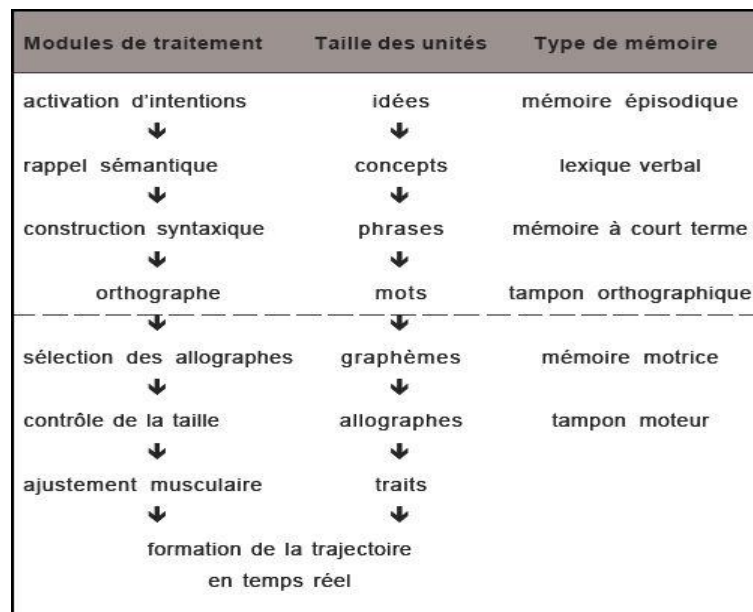 Modules de traitement Taille des unités Type de mémoire
activation d'intentions idées mémoire épisodique
rappel sémantique concepts lexique verbal
construction syntaxique phrases mémoire à court terme
orthographe mots tampon orthographique
sélection des allographes graphèmes mémoire motrice
contrôle de la taille allographes tampon moteur
ajustement musculaire traits
formation de la trajectoire
en temps réel